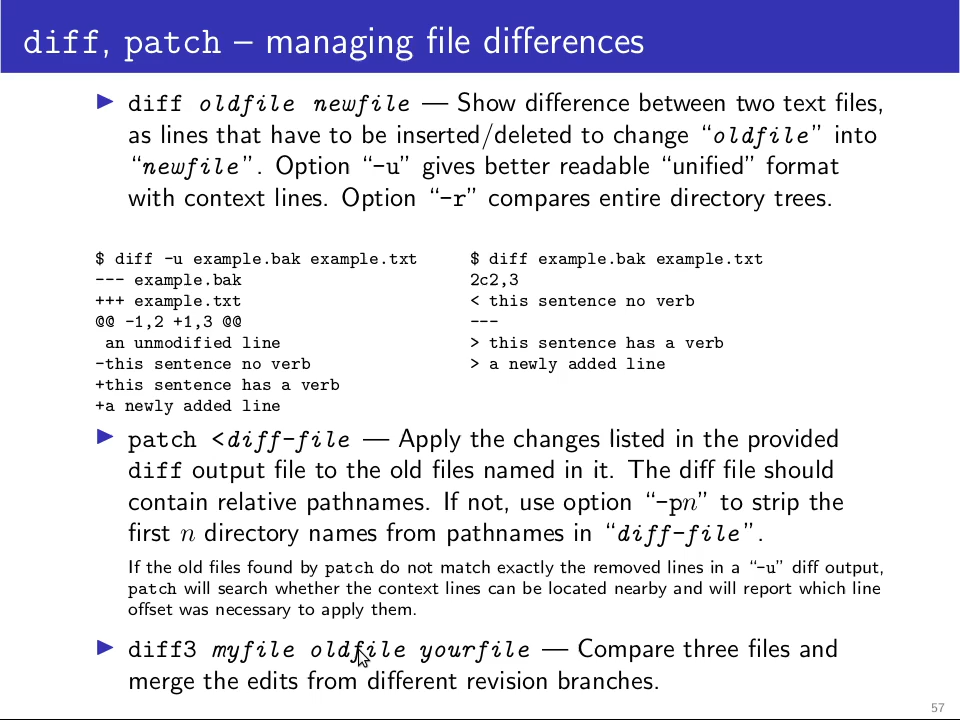 diff, patch – managing file differences
▶ diff oldfile newfile — Show difference between two text files,
as lines that have to be inserted/deleted to change “oldfile” into
“newfile”. Option “-u” gives better readable “unified” format
with context lines. Option “-r” compares entire directory trees.
$ diff -u example.bak example.txt
--- example.bak
+++ example.txt
@@ -1,2 +1,3 @@
 an unmodified line
-this sentence no verb
+this sentence has a verb
+a newly added line
$ diff example.bak example.txt
2c2,3
< this sentence no verb
---
> this sentence has a verb
> a newly added line
▶ patch <diff-file — Apply the changes listed in the provided
diff output file to the old files named in it. The diff file should
contain relative pathnames. If not, use option “-pn” to strip the
first n directory names from pathnames in “diff-file”.
If the old files found by patch do not match exactly the removed lines in a “-u” diff output,
patch will search whether the context lines can be located nearby and will report which line
offset was necessary to apply them.
▶ diff3 myfile oldfile yourfile — Compare three files and
merge the edits from different revision branches.
57